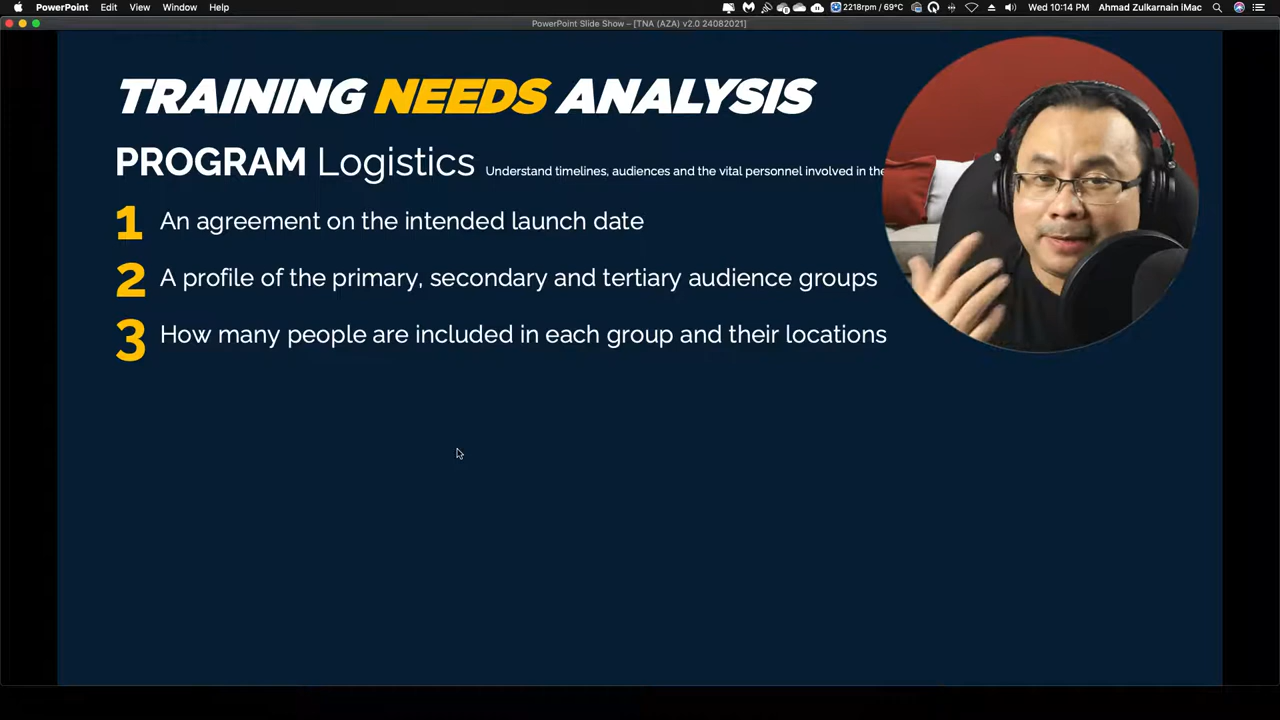 PowerPoint Edit View Window Help 2218rpm / 69°C Wed 10:14 PM Ahmad Zulkarnain iMac
PowerPoint Slide Show – [TNA (AZA) v2.0 24082021]
TRAINING NEEDS ANALYSIS
PROGRAM Logistics Understand timelines, audiences and the vital personnel involved in the
1 An agreement on the intended launch date
2 A profile of the primary, secondary and tertiary audience groups
3 How many people are included in each group and their locations